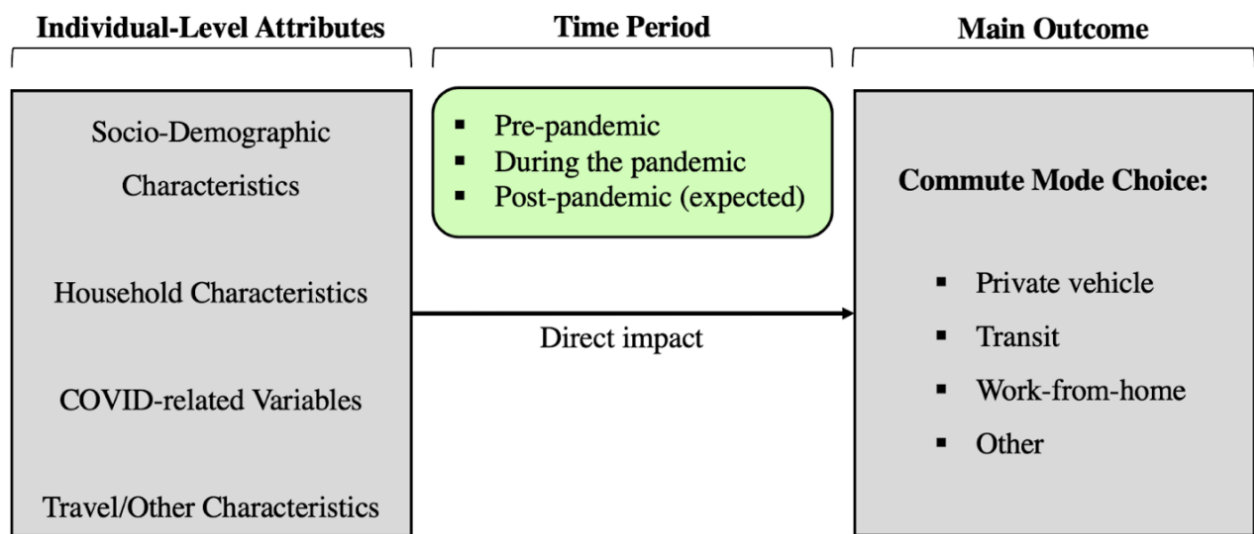 Individual-Level Attributes
Time Period
Main Outcome
Socio-Demographic
Characteristics
Household Characteristics
COVID-related Variables
Travel/Other Characteristics
▪ Pre-pandemic
▪ During the pandemic
▪ Post-pandemic (expected)
Direct impact
Commute Mode Choice:
▪ Private vehicle
▪ Transit
▪ Work-from-home
▪ Other